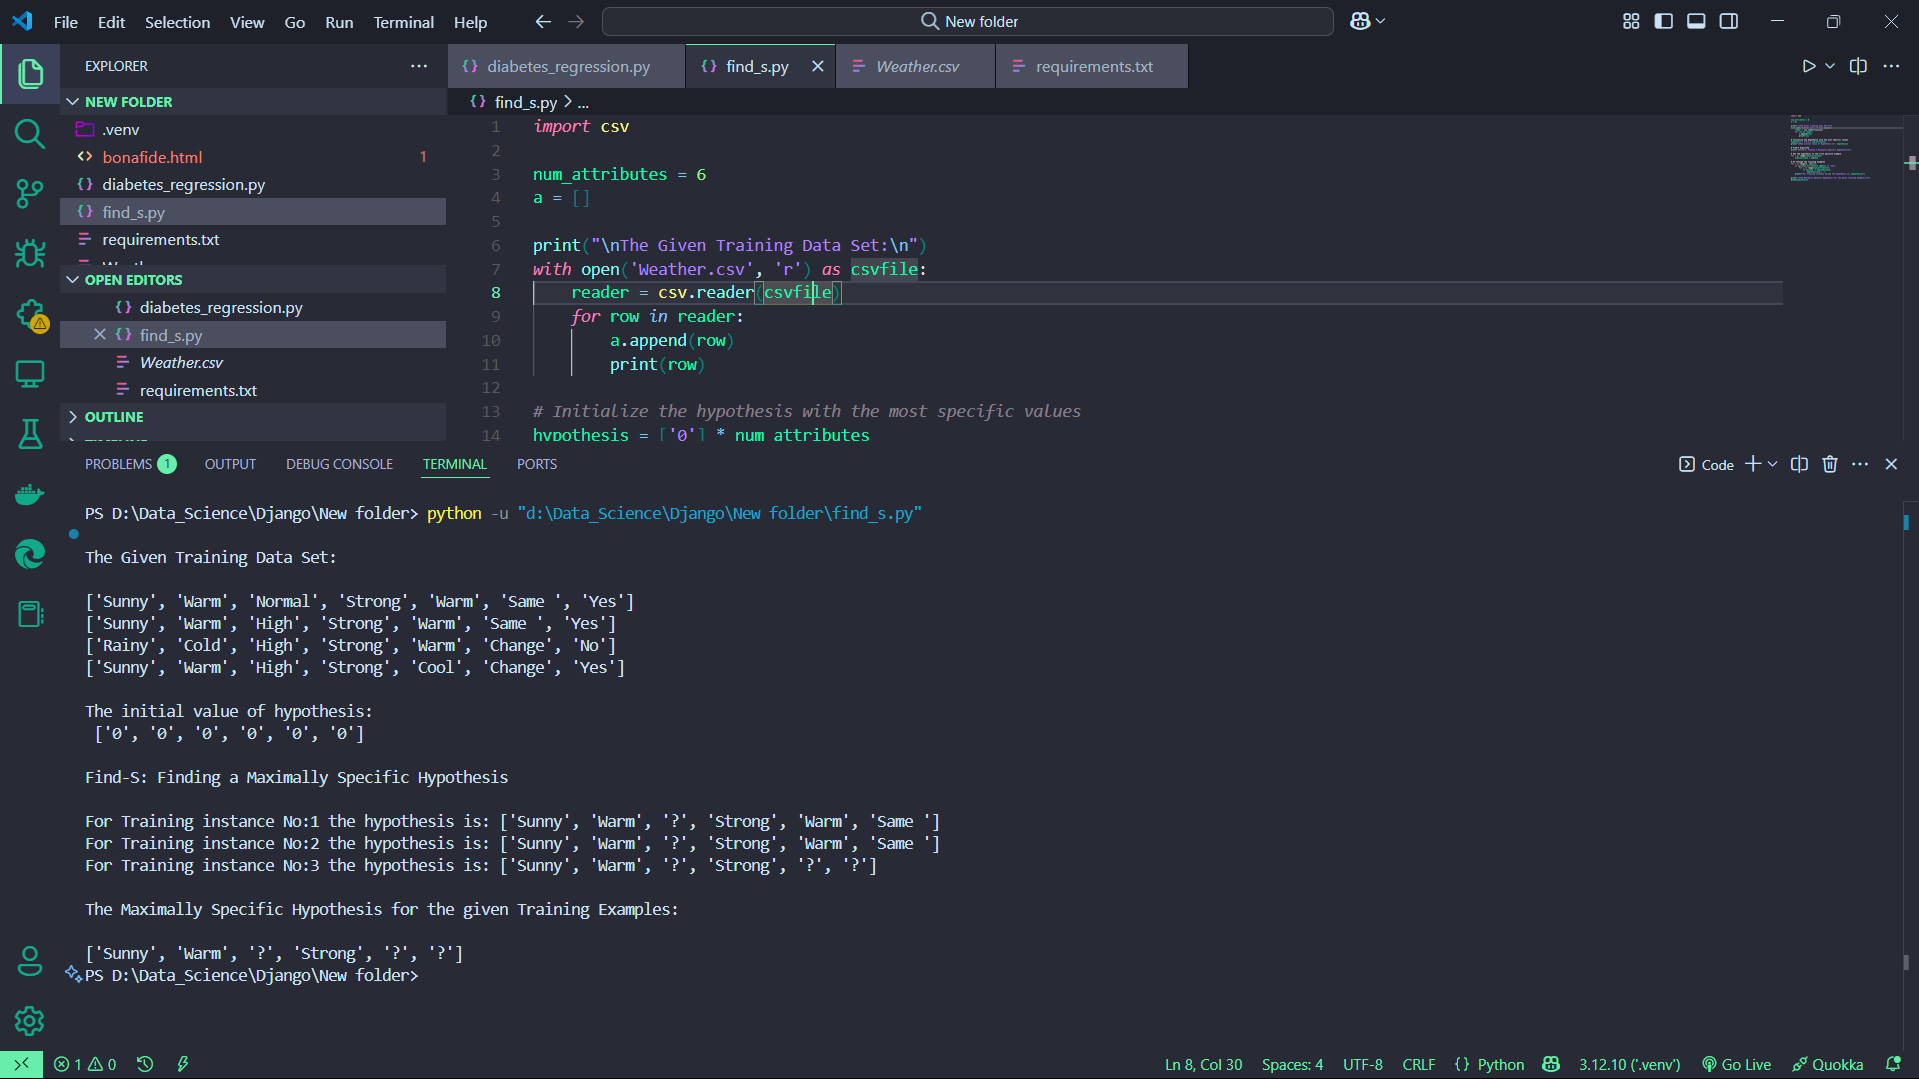 File Edit Selection View Go Run Terminal Help
New folder
EXPLORER
NEW FOLDER
.venv
bonafide.html 1
diabetes_regression.py
find_s.py
requirements.txt
OPEN EDITORS
diabetes_regression.py
find_s.py
Weather.csv
requirements.txt
OUTLINE
diabetes_regression.py find_s.py Weather.csv requirements.txt
find_s.py > ...
1 import csv
2
3 num_attributes = 6
4 a = []
5
6 print("\nThe Given Training Data Set:\n")
7 with open('Weather.csv', 'r') as csvfile:
8 reader = csv.reader(csvfile)
9 for row in reader:
10 a.append(row)
11 print(row)
12
13 # Initialize the hypothesis with the most specific values
14 hypothesis = ['0'] * num_attributes
PROBLEMS 1 OUTPUT DEBUG CONSOLE TERMINAL PORTS
Code
PS D:\Data_Science\Django\New folder> python -u "d:\Data_Science\Django\New folder\find_s.py"
The Given Training Data Set:
['Sunny', 'Warm', 'Normal', 'Strong', 'Warm', 'Same ', 'Yes']
['Sunny', 'Warm', 'High', 'Strong', 'Warm', 'Same ', 'Yes']
['Rainy', 'Cold', 'High', 'Strong', 'Warm', 'Change', 'No']
['Sunny', 'Warm', 'High', 'Strong', 'Cool', 'Change', 'Yes']
The initial value of hypothesis:
['0', '0', '0', '0', '0', '0']
Find-S: Finding a Maximally Specific Hypothesis
For Training instance No:1 the hypothesis is: ['Sunny', 'Warm', '?', 'Strong', 'Warm', 'Same ']
For Training instance No:2 the hypothesis is: ['Sunny', 'Warm', '?', 'Strong', 'Warm', 'Same ']
For Training instance No:3 the hypothesis is: ['Sunny', 'Warm', '?', 'Strong', '?', '?']
The Maximally Specific Hypothesis for the given Training Examples:
['Sunny', 'Warm', '?', 'Strong', '?', '?']
PS D:\Data_Science\Django\New folder>
1 0 Ln 8, Col 30 Spaces: 4 UTF-8 CRLF {} Python 3.12.10 ('.venv') Go Live Quokka